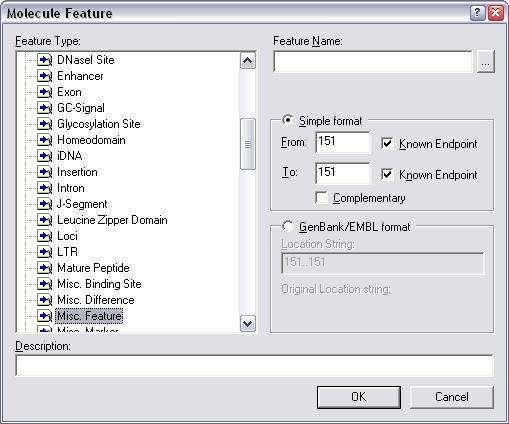 Molecule Feature
Feature Type:
DNaseI Site
Enhancer
Exon
GC-Signal
Glycosylation Site
Homeodomain
iDNA
Insertion
Intron
J-Segment
Leucine Zipper Domain
Loci
LTR
Mature Peptide
Misc. Binding Site
Misc. Difference
Misc. Feature
Misc. Marker
Feature Name:
...
Simple format
From: 151 Known Endpoint
To: 151 Known Endpoint
Complementary
GenBank/EMBL format
Location String:
151..151
Original Location string:
Description:
OK Cancel